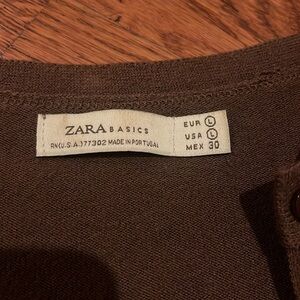 ZARA BASICS
RN(U.S.A.)77302 MADE IN PORTUGAL
EUR L
USA L
MEX 30